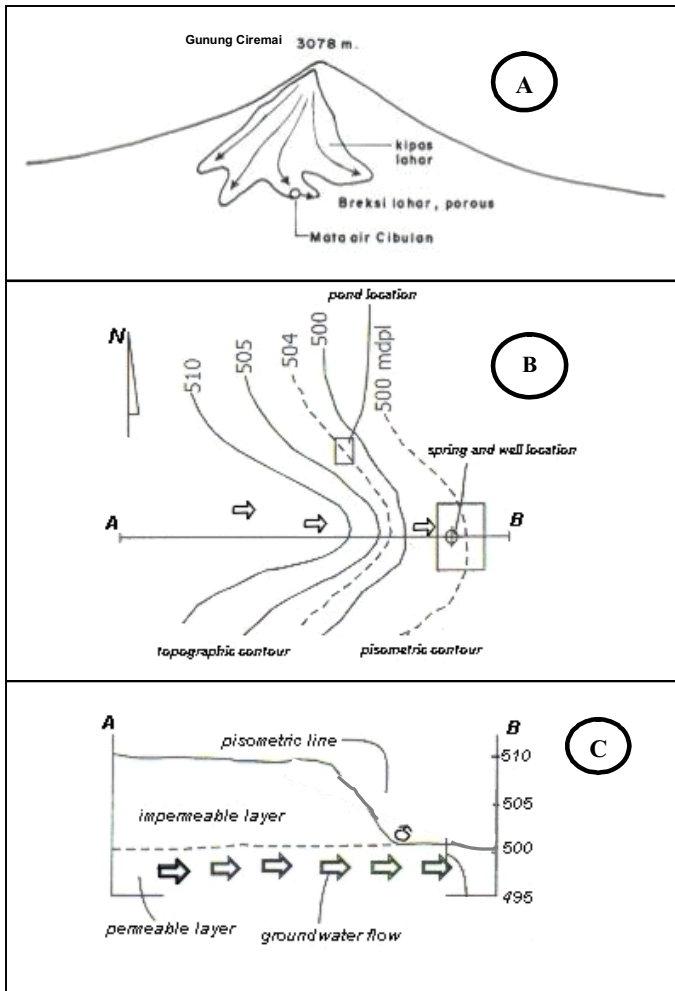 Gunung Ciremai 3078 m.
A
kipas
lahar
Breksi lahar, porous
Mata air Cibulan
pond location
N
510
505
504
500
500 mdpl
B
spring and well location
A
B
topographic contour
pisometric contour
A
B
pisometric line
C
510
505
500
495
impermeable layer
permeable layer
groundwater flow